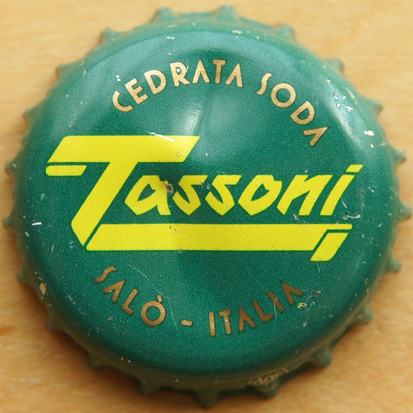 CEDRATA SODA
Tassoni
SALÒ - ITALIA